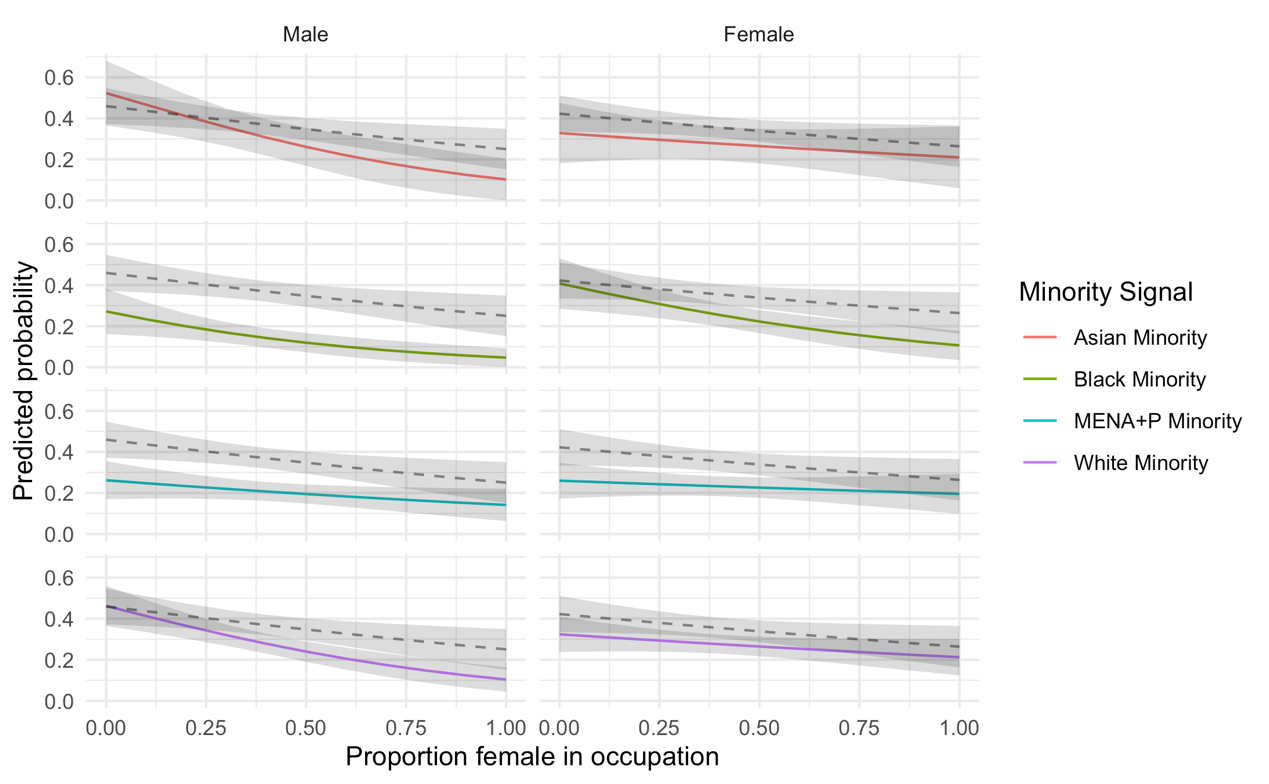 Male
Female
0.6
0.4
0.2
0.0
0.6
0.4
0.2
0.0
0.6
0.4
0.2
0.0
0.6
0.4
0.2
0.0
Predicted probability
0.00 0.25 0.50 0.75 1.00
0.00 0.25 0.50 0.75 1.00
Proportion female in occupation
Minority Signal
Asian Minority
Black Minority
MENA+P Minority
White Minority